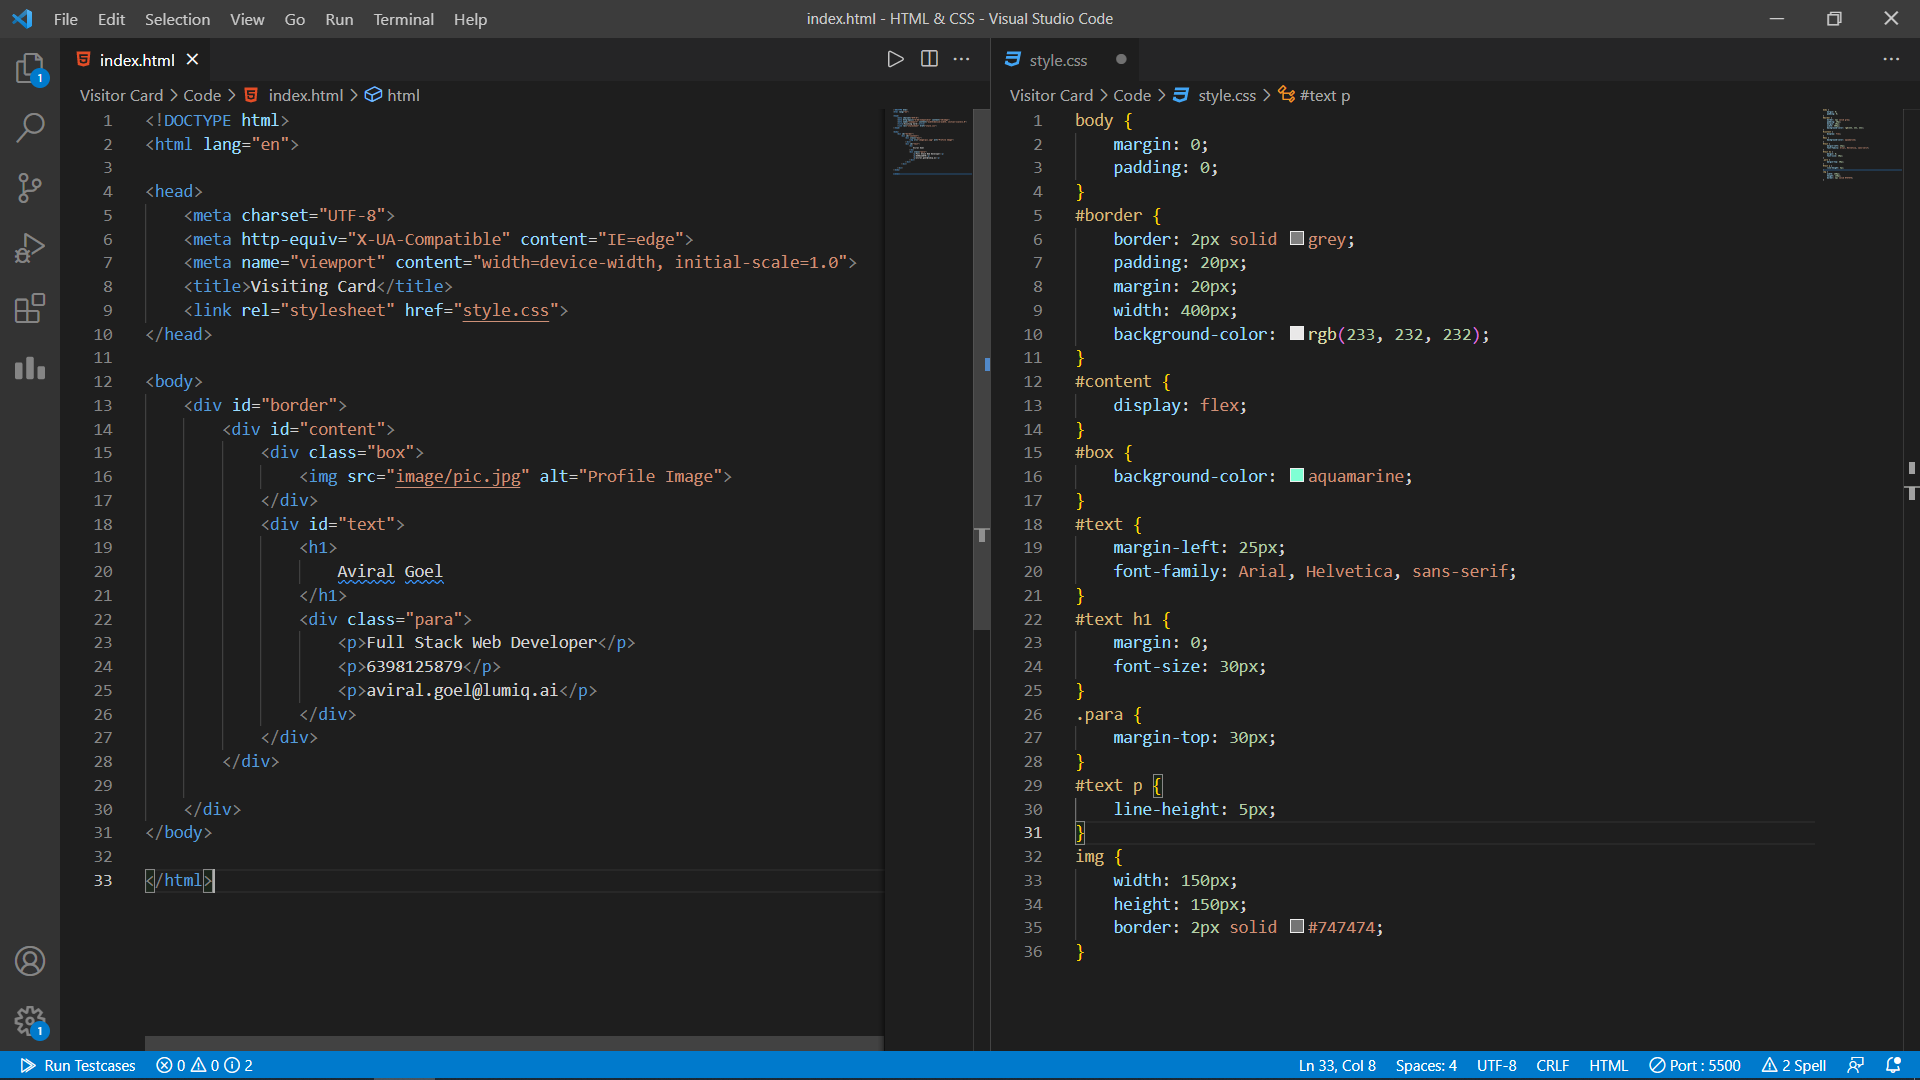 File Edit Selection View Go Run Terminal Help
index.html - HTML & CSS - Visual Studio Code
index.html
Visitor Card > Code > index.html > html
1 <!DOCTYPE html>
2 <html lang="en">
3
4 <head>
5     <meta charset="UTF-8">
6     <meta http-equiv="X-UA-Compatible" content="IE=edge">
7     <meta name="viewport" content="width=device-width, initial-scale=1.0">
8     <title>Visiting Card</title>
9     <link rel="stylesheet" href="style.css">
10 </head>
11
12 <body>
13     <div id="border">
14         <div id="content">
15             <div class="box">
16                 <img src="image/pic.jpg" alt="Profile Image">
17             </div>
18             <div id="text">
19                 <h1>
20                     Aviral Goel
21                 </h1>
22                 <div class="para">
23                     <p>Full Stack Web Developer</p>
24                     <p>6398125879</p>
25                     <p>aviral.goel@lumiq.ai</p>
26                 </div>
27             </div>
28         </div>
29
30     </div>
31 </body>
32
33 </html>
style.css
Visitor Card > Code > style.css > #text p
1 body {
2     margin: 0;
3     padding: 0;
4 }
5 #border {
6     border: 2px solid grey;
7     padding: 20px;
8     margin: 20px;
9     width: 400px;
10     background-color: rgb(233, 232, 232);
11 }
12 #content {
13     display: flex;
14 }
15 #box {
16     background-color: aquamarine;
17 }
18 #text {
19     margin-left: 25px;
20     font-family: Arial, Helvetica, sans-serif;
21 }
22 #text h1 {
23     margin: 0;
24     font-size: 30px;
25 }
26 .para {
27     margin-top: 30px;
28 }
29 #text p {
30     line-height: 5px;
31 }
32 img {
33     width: 150px;
34     height: 150px;
35     border: 2px solid #747474;
36 }
1
1
Run Testcases 0 0 2 Ln 33, Col 8 Spaces: 4 UTF-8 CRLF HTML Port : 5500 2 Spell